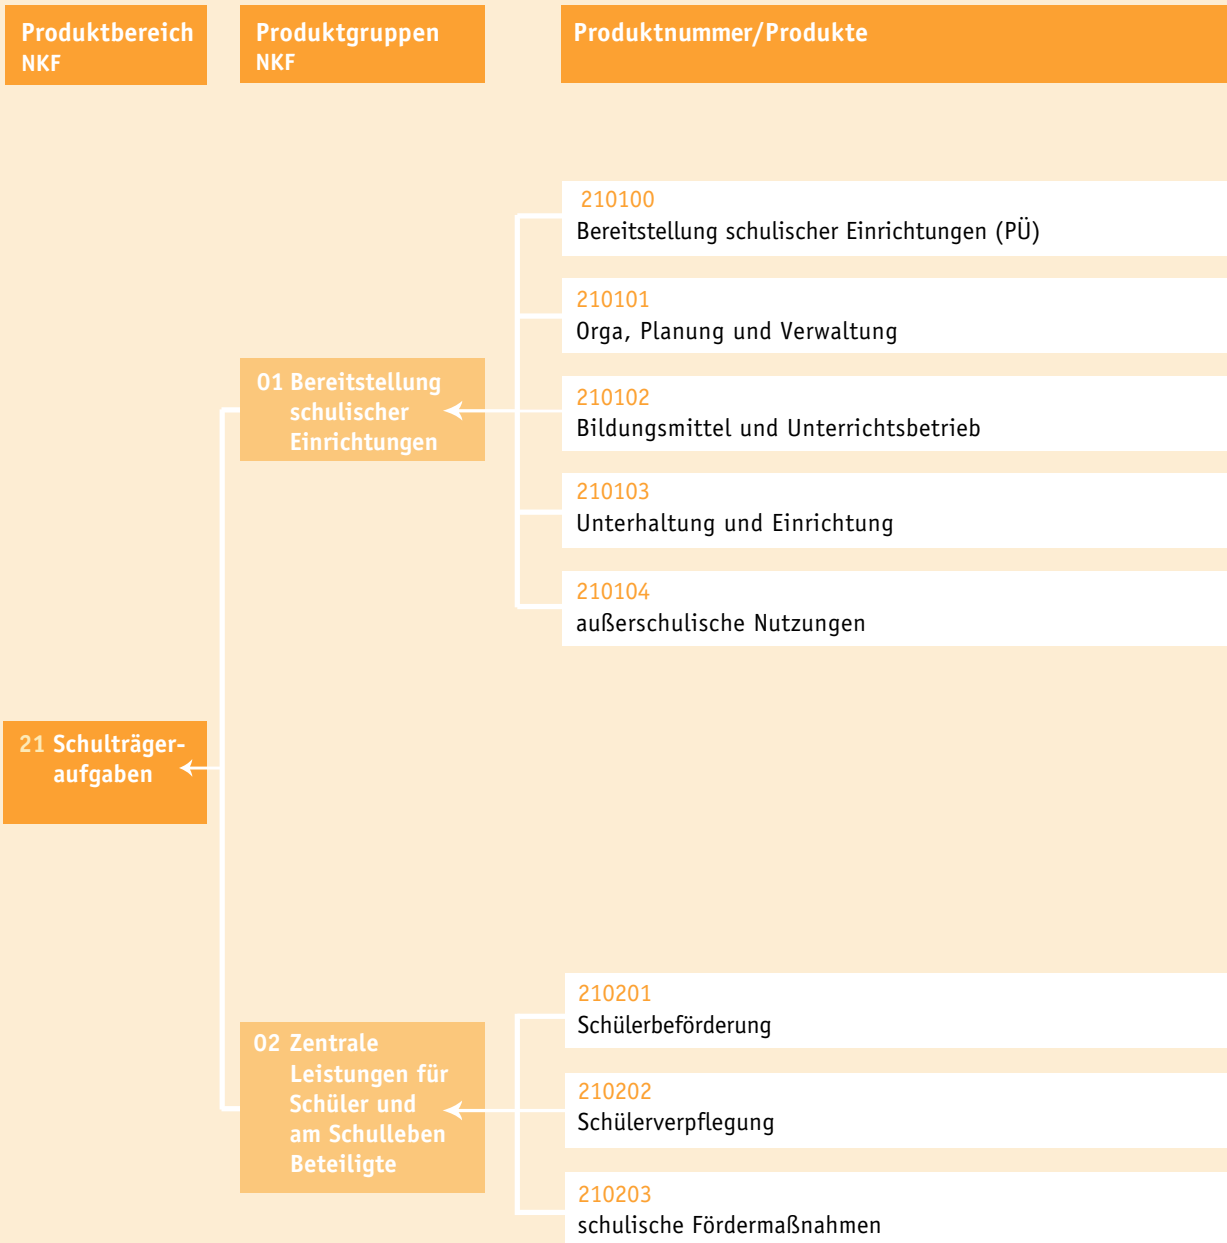 Produktbereich
NKF
Produktgruppen
NKF
Produktnummer/Produkte
210100
Bereitstellung schulischer Einrichtungen (PÜ)
210101
Orga, Planung und Verwaltung
01 Bereitstellung
schulischer
Einrichtungen
210102
Bildungsmittel und Unterrichtsbetrieb
210103
Unterhaltung und Einrichtung
210104
außerschulische Nutzungen
21 Schulträger-
aufgaben
210201
Schülerbeförderung
02 Zentrale
Leistungen für
Schüler und
am Schulleben
Beteiligte
210202
Schülerverpflegung
210203
schulische Fördermaßnahmen